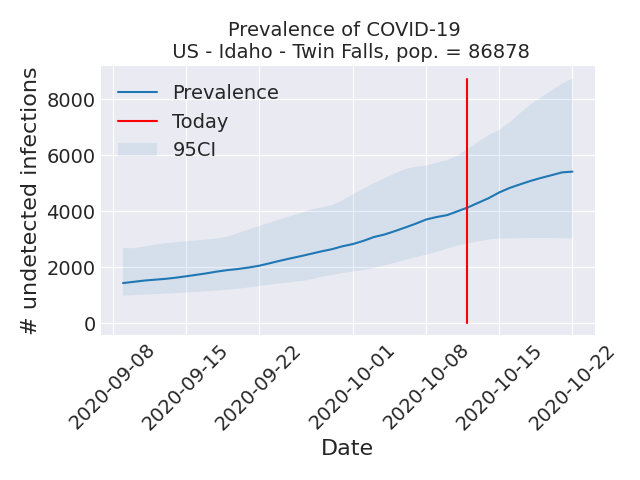 Prevalence of COVID-19
US - Idaho - Twin Falls, pop. = 86878
# undetected infections
8000
6000
4000
2000
0
Prevalence
Today
95CI
2020-09-08
2020-09-15
2020-09-22
2020-10-01
2020-10-08
2020-10-15
2020-10-22
Date